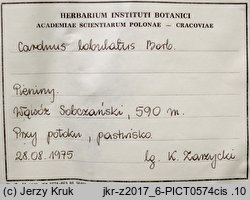 HERBARIUM INSTITUTI BOTANICI
ACADEMIAE SCIENTIARUM POLONAE — CRACOVIAE
Carduus lobulatus Borb.
Pieniny.
Wąwóz Sobczański, 590 m.
Przy potoku, pastwisko.
28.08.1975 lg. K. Zarzycki
(c) Jerzy Kruk jkr-z2017_6-PICT0574cis .10